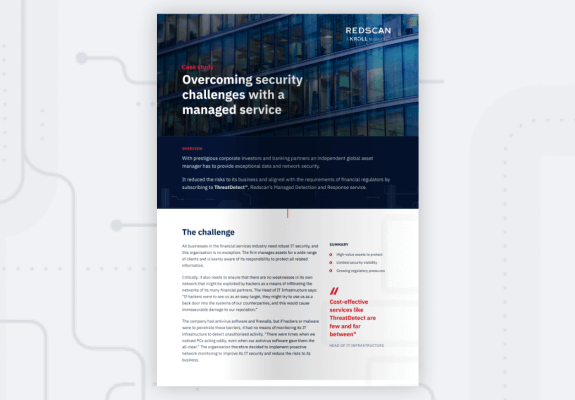 REDSCAN
A KROLL BUSINESS
Case study
Overcoming security
challenges with a
managed service
OVERVIEW
With prestigious corporate investors and banking partners an independent global asset
manager has to provide exceptional data and network security.
It reduced the risks to its business and aligned with the requirements of financial regulators by
subscribing to ThreatDetect™, Redscan's Managed Detection and Response service.
The challenge
All businesses in the financial services industry need robust IT security, and
this organisation is no exception. The firm manages assets for a wide range
of clients and is keenly aware of its responsibility to protect all related
information.
Critically, it also needs to ensure that there are no weaknesses in its own
network that might be exploited by hackers as a means of infiltrating the
networks of its many financial partners. The Head of IT Infrastructure says:
"If hackers were to see us as an easy target, they might try to use us as a
back door into the systems of our counterparties, and this would cause
immeasurable damage to our reputation."
The company had antivirus software and firewalls, but if hackers or malware
were to penetrate these barriers, it had no means of monitoring its IT
infrastructure to detect unauthorised activity. "There were times when we
noticed PCs acting oddly, even when our antivirus software gave them the
all-clear." The organisation therefore decided to implement proactive
network monitoring to improve its IT security and reduce the risks to its
business.
SUMMARY
High-value assets to protect
Limited security visibility
Growing regulatory pressures
"
Cost-effective
services like
ThreatDetect are
few and far
between"
HEAD OF IT INFRASTRUCTURE